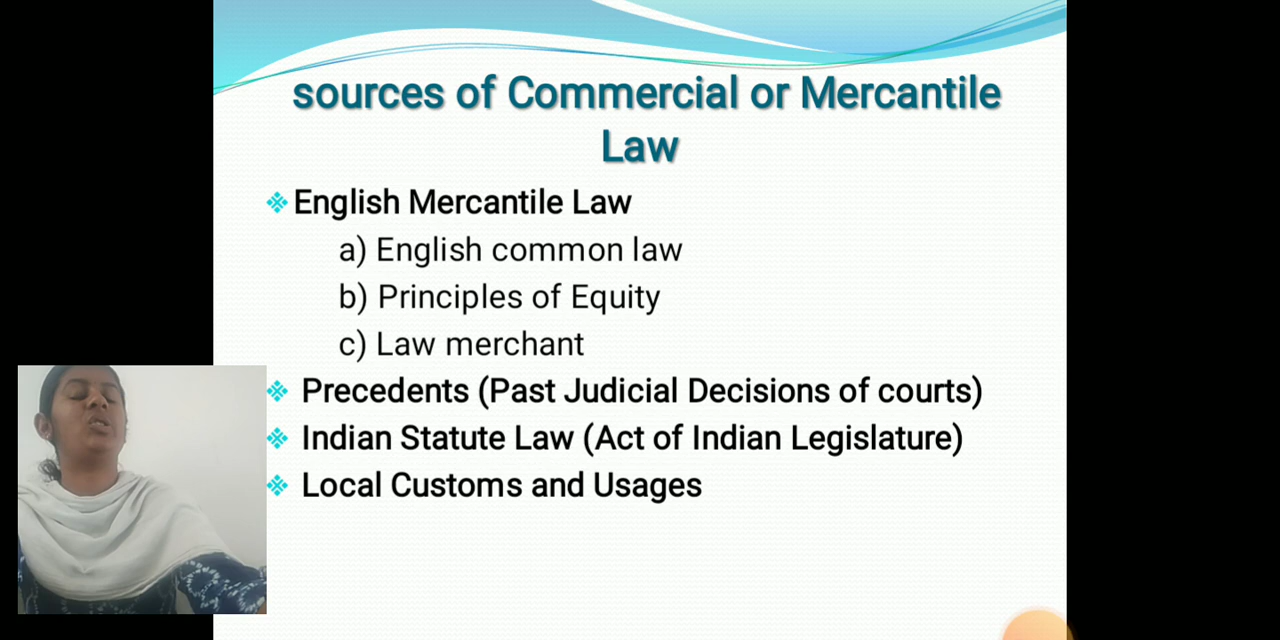 sources of Commercial or Mercantile
Law
English Mercantile Law
a) English common law
b) Principles of Equity
c) Law merchant
Precedents (Past Judicial Decisions of courts)
Indian Statute Law (Act of Indian Legislature)
Local Customs and Usages